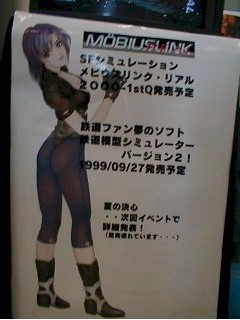 MÖBIUSLINK
SFシミュレーション
メビウスリンク・リアル
2000-1stQ発売予定
鉄道ファン夢のソフト
鉄道模型シミュレーター
バージョン2!
1999/09/27発売予定
夏の決心
・・次回イベントで
詳細発表!